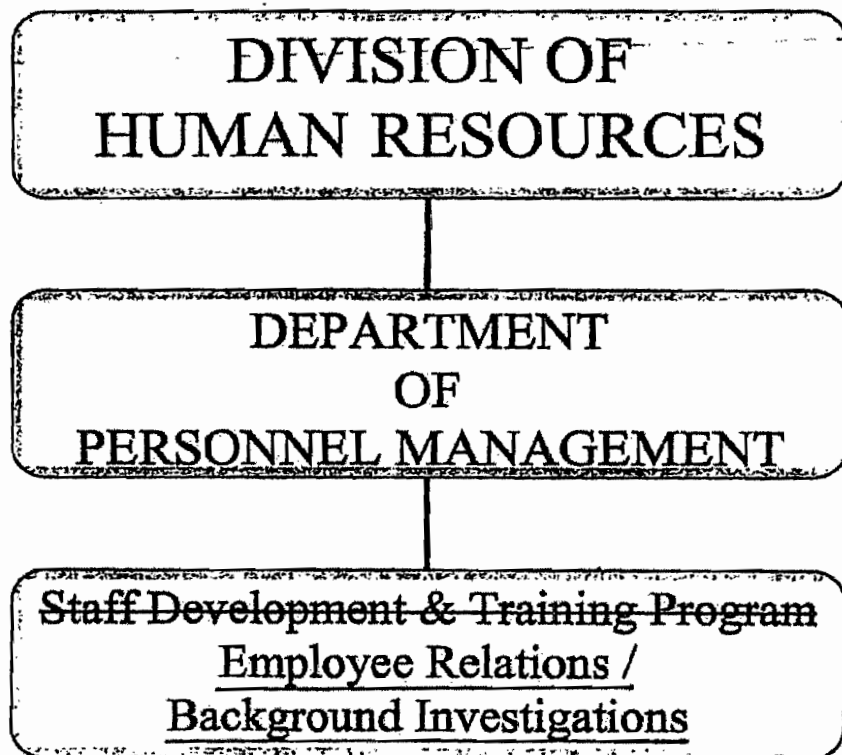 DIVISION OF
HUMAN RESOURCES
DEPARTMENT
OF
PERSONNEL MANAGEMENT
Staff Development & Training Program
Employee Relations /
Background Investigations